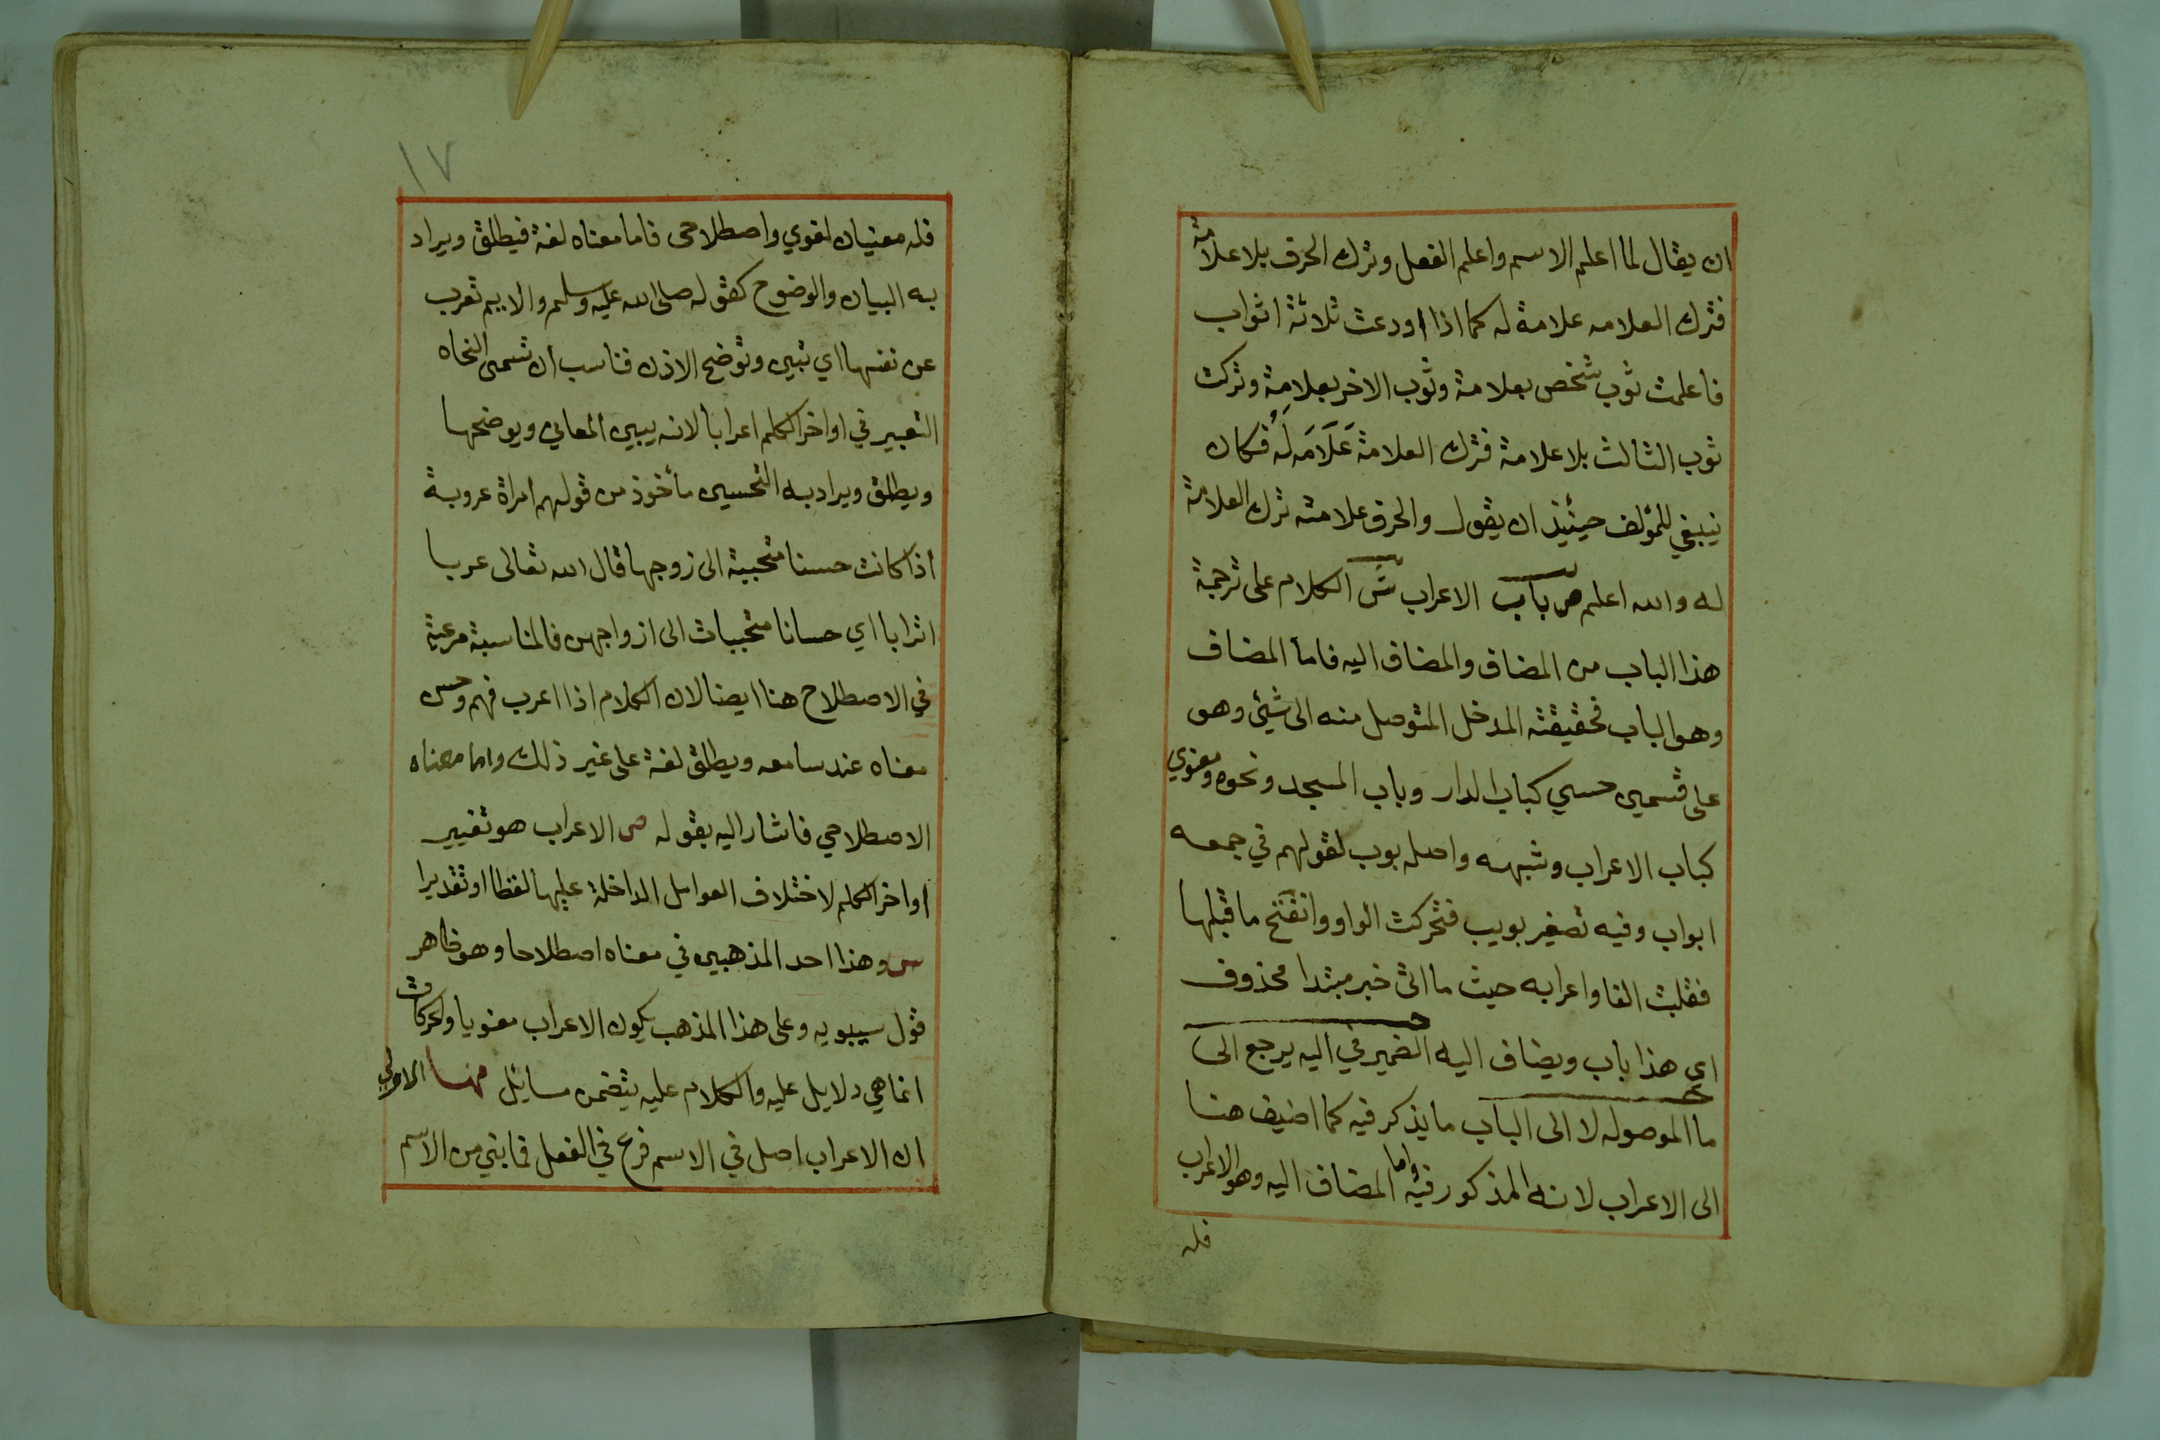 ان يقال لما اعلم الاسم واعلم الفعل وترك الحرف بلا علامة
فترك العلامه علامة له كما اذا اودعت ثلاثة اثواب
فاعلمت ثوب شخص بعلامة وثوب الاخر بعلامة وتركت
ثوب الثالث بلا علامة فترك العلامة عَلَامَه لَهُ فكان
ينبغي للمؤلف حينئذ ان يقول والحرف علامته ترك العلامة
له والله اعلم ص باب الاعراب ش الكلام على ترجمة
هذا الباب من المضاف والمضاف اليه فاما المضاف
وهو الباب فحقيقته المدخل المتوصل منه الى شيئ وهو
على قسمين حسي كباب الدار وباب المسجد ونحوه ومعنوي
كباب الاعراب وشبهه واصله بوب لقولهم في جمعه
ابواب وفيه تصغير بويب فتحركت الواو وانفتح ما قبلها
فقلبت الفا واعرابه حيث ما اتى خبر مبتدا محذوف
اي هذا باب ويضاف اليه الضمير في اليه يرجع الى
ما الموصوله لا الى الباب ما يذكر فيه كما اضيف هنا
الى الاعراب لانه المذكور فيه واما المضاف اليه وهو الاعراب
فله
١٧
فله معنيان لغوي واصطلاحى فاما معناه لغة فيطلق ويراد
به البيان والوضوح كقوله صلى الله عليه وسلم والايم تعرب
عن نفسها اي تبين وتوضح الاذن فناسب ان تسمى النحاه
التغيير في اواخر الكلم اعرابا لانه يبين المعاني ويوضحها
ويطلق ويراد به التحسين مأخوذ من قولهم امراة عروبة
اذا كانت حسنا متحببة الى زوجها قال الله تعالى عربا
اترابا اي حسانا متحببات الى ازواجهن فالمناسبة مرعية
في الاصطلاح هنا ايضا لان الكلام اذا اعرب فهم وحسن
معناه عند سامعه ويطلق لغة على غير ذلك واما معناه
الاصطلاحي فاشار اليه بقوله ص الاعراب هو تغيير
اواخر الكلم لاختلاف العوامل الداخلة عليها لفظا او تقديرا
ش وهذا احد المذهبين في معناه اصطلاحا وهو ظاهر
قول سيبويه وعلى هذا المذهب يكون الاعراب معنويا والحركات
انما هي دلايل عليه والكلام عليه يتضمن مسايل منها الاولى
ان الاعراب اصل في الاسم فرع في الفعل فما بني من الاسم